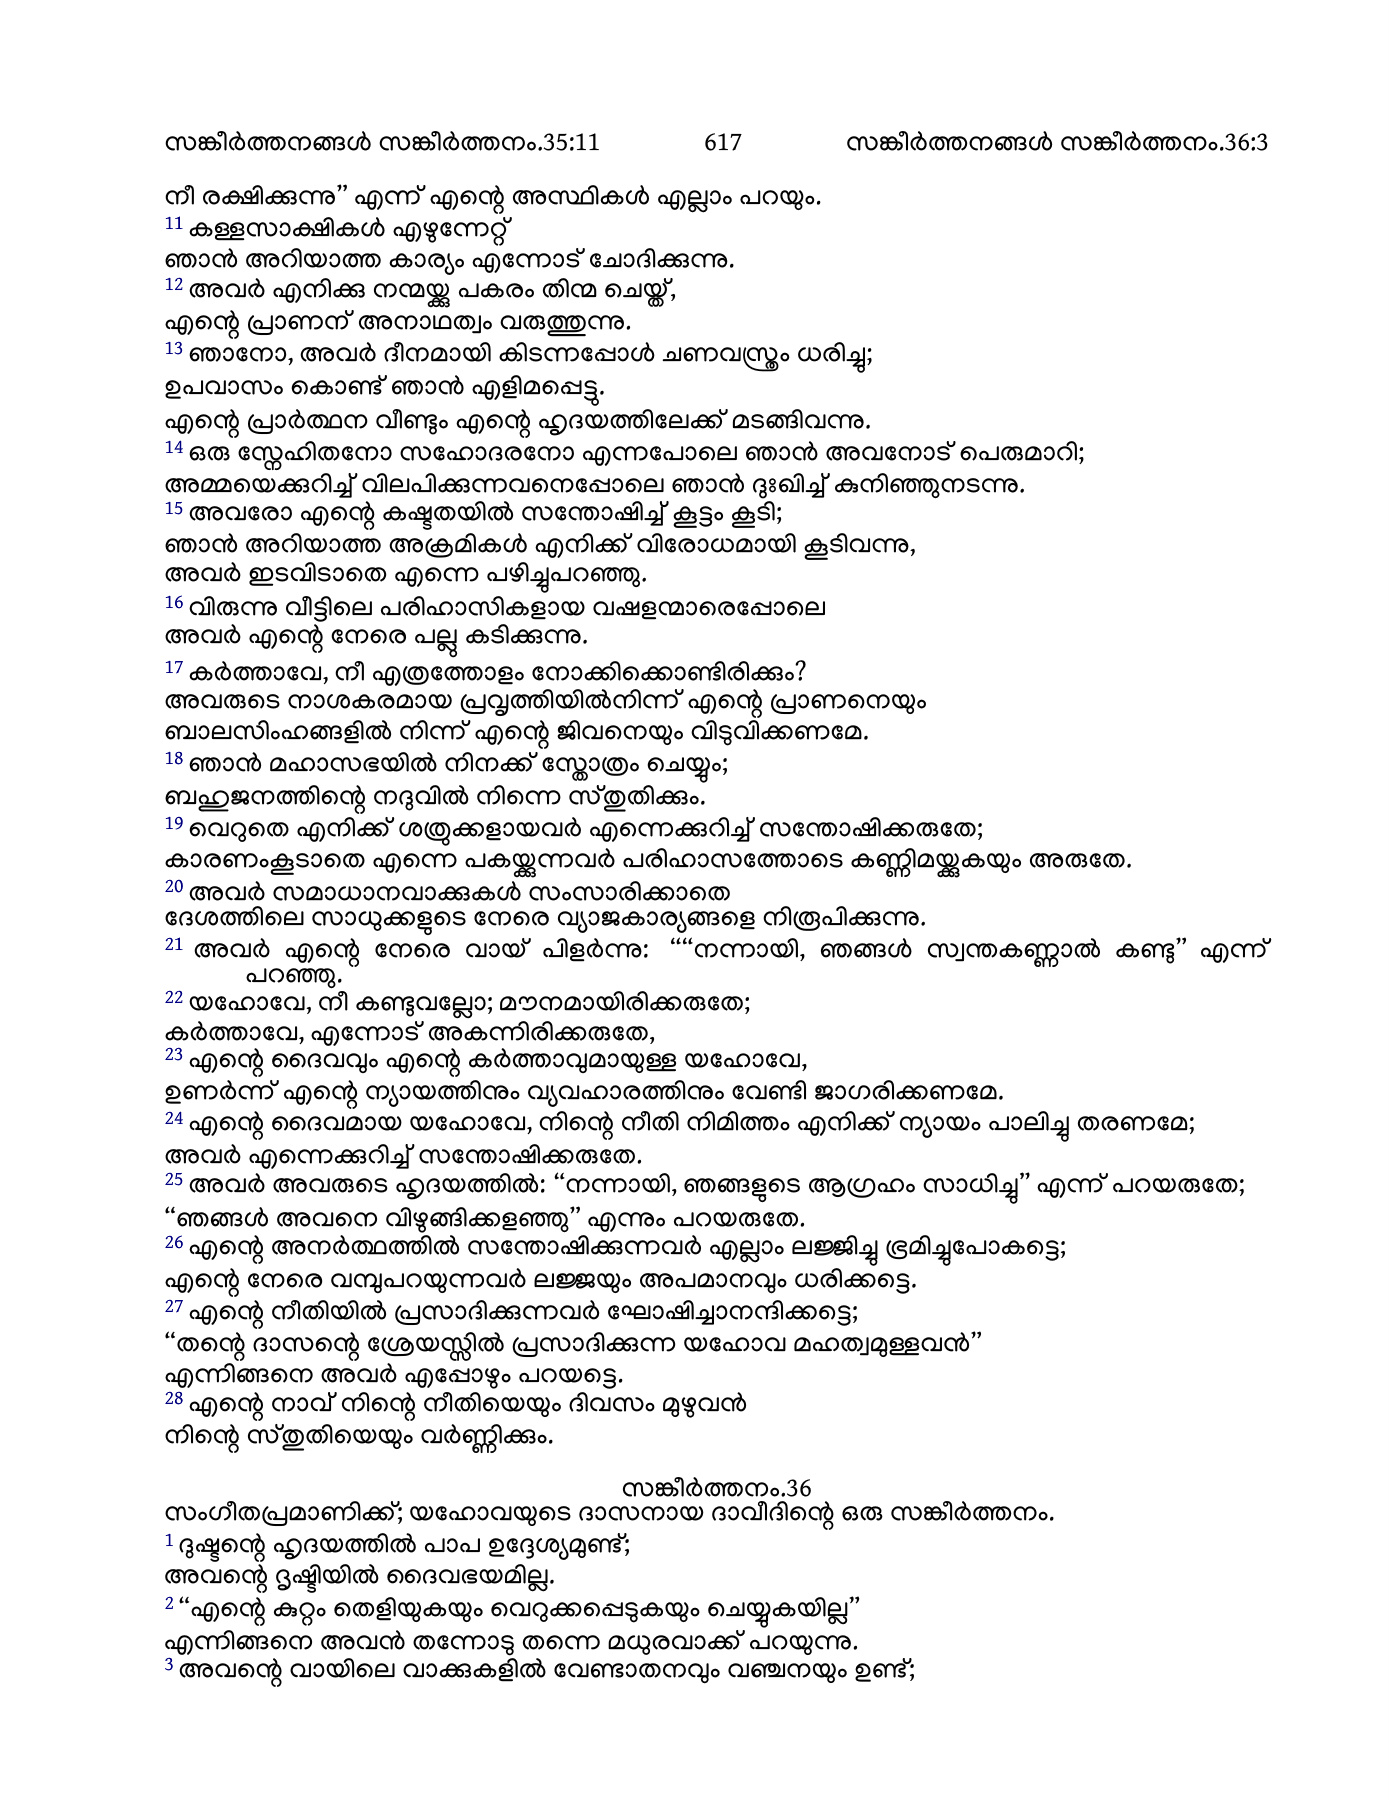 സങ്കീർത്തനങ്ങൾ സങ്കീർത്തനം.35:11 617 സങ്കീർത്തനങ്ങൾ സങ്കീർത്തനം.36:3
നീ രക്ഷിക്കുന്നു” എന്ന് എന്റെ അസ്ഥികൾ എല്ലാം പറയും.
11 കള്ളസാക്ഷികൾ എഴുന്നേറ്റ്
ഞാൻ അറിയാത്ത കാര്യം എന്നോട് ചോദിക്കുന്നു.
12 അവർ എനിക്കു നന്മയ്ക്കു പകരം തിന്മ ചെയ്ത്,
എന്റെ പ്രാണന് അനാഥത്വം വരുത്തുന്നു.
13 ഞാനോ, അവർ ദീനമായി കിടന്നപ്പോൾ ചണവസ്ത്രം ധരിച്ചു;
ഉപവാസം കൊണ്ട് ഞാൻ എളിമപ്പെട്ടു.
എന്റെ പ്രാർത്ഥന വീണ്ടും എന്റെ ഹൃദയത്തിലേക്ക് മടങ്ങിവന്നു.
14 ഒരു സ്നേഹിതനോ സഹോദരനോ എന്നപോലെ ഞാൻ അവനോട് പെരുമാറി;
അമ്മയെക്കുറിച്ച് വിലപിക്കുന്നവനെപ്പോലെ ഞാൻ ദുഃഖിച്ച് കുനിഞ്ഞുനടന്നു.
15 അവരോ എന്റെ കഷ്ടതയിൽ സന്തോഷിച്ച് കൂട്ടം കൂടി;
ഞാൻ അറിയാത്ത അക്രമികൾ എനിക്ക് വിരോധമായി കൂടിവന്നു,
അവർ ഇടവിടാതെ എന്നെ പഴിച്ചുപറഞ്ഞു.
16 വിരുന്നു വീട്ടിലെ പരിഹാസികളായ വഷളന്മാരെപ്പോലെ
അവർ എന്റെ നേരെ പല്ലു കടിക്കുന്നു.
17 കർത്താവേ, നീ എത്രത്തോളം നോക്കിക്കൊണ്ടിരിക്കും?
അവരുടെ നാശകരമായ പ്രവൃത്തിയിൽനിന്ന് എന്റെ പ്രാണനെയും
ബാലസിംഹങ്ങളിൽ നിന്ന് എന്റെ ജിവനെയും വിടുവിക്കണമേ.
18 ഞാൻ മഹാസഭയിൽ നിനക്ക് സ്തോത്രം ചെയ്യും;
ബഹുജനത്തിന്റെ നദുവിൽ നിന്നെ സ്തുതിക്കും.
19 വെറുതെ എനിക്ക് ശത്രുക്കളായവർ എന്നെക്കുറിച്ച് സന്തോഷിക്കരുതേ;
കാരണംകൂടാതെ എന്നെ പകയ്ക്കുന്നവർ പരിഹാസത്തോടെ കണ്ണിമയ്ക്കുകയും അരുതേ.
20 അവർ സമാധാനവാക്കുകൾ സംസാരിക്കാതെ
ദേശത്തിലെ സാധുക്കളുടെ നേരെ വ്യാജകാര്യങ്ങളെ നിരൂപിക്കുന്നു.
21 അവർ എന്റെ നേരെ വായ് പിളർന്നു: ““നന്നായി, ഞങ്ങൾ സ്വന്തകണ്ണാൽ കണ്ടു” എന്ന്
പറഞ്ഞു.
22 യഹോവേ, നീ കണ്ടുവല്ലോ; മൗനമായിരിക്കരുതേ;
കർത്താവേ, എന്നോട് അകന്നിരിക്കരുതേ,
23 എന്റെ ദൈവവും എന്റെ കർത്താവുമായുള്ള യഹോവേ,
ഉണർന്ന് എന്റെ ന്യായത്തിനും വ്യവഹാരത്തിനും വേണ്ടി ജാഗരിക്കണമേ.
24 എന്റെ ദൈവമായ യഹോവേ, നിന്റെ നീതി നിമിത്തം എനിക്ക് ന്യായം പാലിച്ചു തരണമേ;
അവർ എന്നെക്കുറിച്ച് സന്തോഷിക്കരുതേ.
25 അവർ അവരുടെ ഹൃദയത്തിൽ: “നന്നായി, ഞങ്ങളുടെ ആഗ്രഹം സാധിച്ചു” എന്ന് പറയരുതേ;
“ഞങ്ങൾ അവനെ വിഴുങ്ങിക്കളഞ്ഞു” എന്നും പറയരുതേ.
26 എന്റെ അനർത്ഥത്തിൽ സന്തോഷിക്കുന്നവർ എല്ലാം ലജ്ജിച്ചു ഭ്രമിച്ചുപോകട്ടെ;
എന്റെ നേരെ വമ്പുപറയുന്നവർ ലജ്ജയും അപമാനവും ധരിക്കട്ടെ.
27 എന്റെ നീതിയിൽ പ്രസാദിക്കുന്നവർ ഘോഷിച്ചാനന്ദിക്കട്ടെ;
“തന്റെ ദാസന്റെ ശ്രേയസ്സിൽ പ്രസാദിക്കുന്ന യഹോവ മഹത്വമുള്ളവൻ”
എന്നിങ്ങനെ അവർ എപ്പോഴും പറയട്ടെ.
28 എന്റെ നാവ് നിന്റെ നീതിയെയും ദിവസം മുഴുവൻ
നിന്റെ സ്തുതിയെയും വർണ്ണിക്കും.
സങ്കീർത്തനം.36
സംഗീതപ്രമാണിക്ക്; യഹോവയുടെ ദാസനായ ദാവീദിന്റെ ഒരു സങ്കീർത്തനം.
1 ദുഷ്ടന്റെ ഹൃദയത്തിൽ പാപ ഉദ്ദേശ്യമുണ്ട്;
അവന്റെ ദൃഷ്ടിയിൽ ദൈവഭയമില്ല.
2 “എന്റെ കുറ്റം തെളിയുകയും വെറുക്കപ്പെടുകയും ചെയ്യുകയില്ല”
എന്നിങ്ങനെ അവൻ തന്നോടു തന്നെ മധുരവാക്ക് പറയുന്നു.
3 അവന്റെ വായിലെ വാക്കുകളിൽ വേണ്ടാതനവും വഞ്ചനയും ഉണ്ട്;